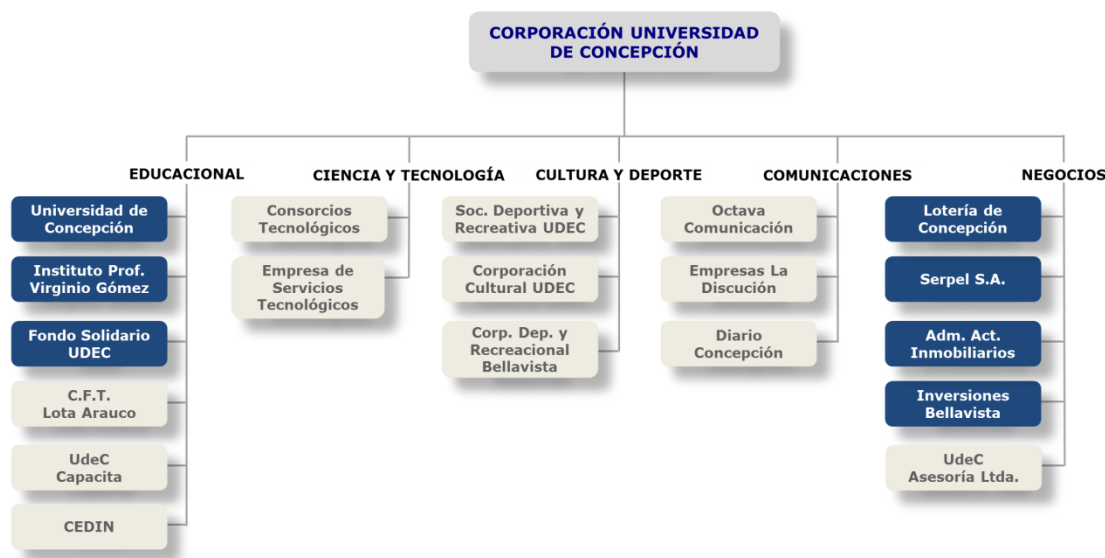 CORPORACIÓN UNIVERSIDAD
DE CONCEPCIÓN
EDUCACIONAL
Universidad de
Concepción
Instituto Prof.
Virginio Gómez
Fondo Solidario
UDEC
C.F.T.
Lota Arauco
UdeC
Capacita
CEDIN
CIENCIA Y TECNOLOGÍA
Consorcios
Tecnológicos
Empresa de
Servicios
Tecnológicos
CULTURA Y DEPORTE
Soc. Deportiva y
Recreativa UDEC
Corporación
Cultural UDEC
Corp. Dep. y
Recreacional
Bellavista
COMUNICACIONES
Octava
Comunicación
Empresas La
Discución
Diario
Concepción
NEGOCIOS
Lotería de
Concepción
Serpel S.A.
Adm. Act.
Inmobiliarios
Inversiones
Bellavista
UdeC
Asesoría Ltda.